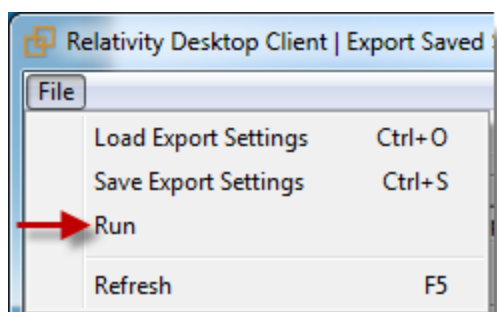 Relativity Desktop Client | Export Saved
File
Load Export Settings Ctrl+O
Save Export Settings Ctrl+S
Run
Refresh F5